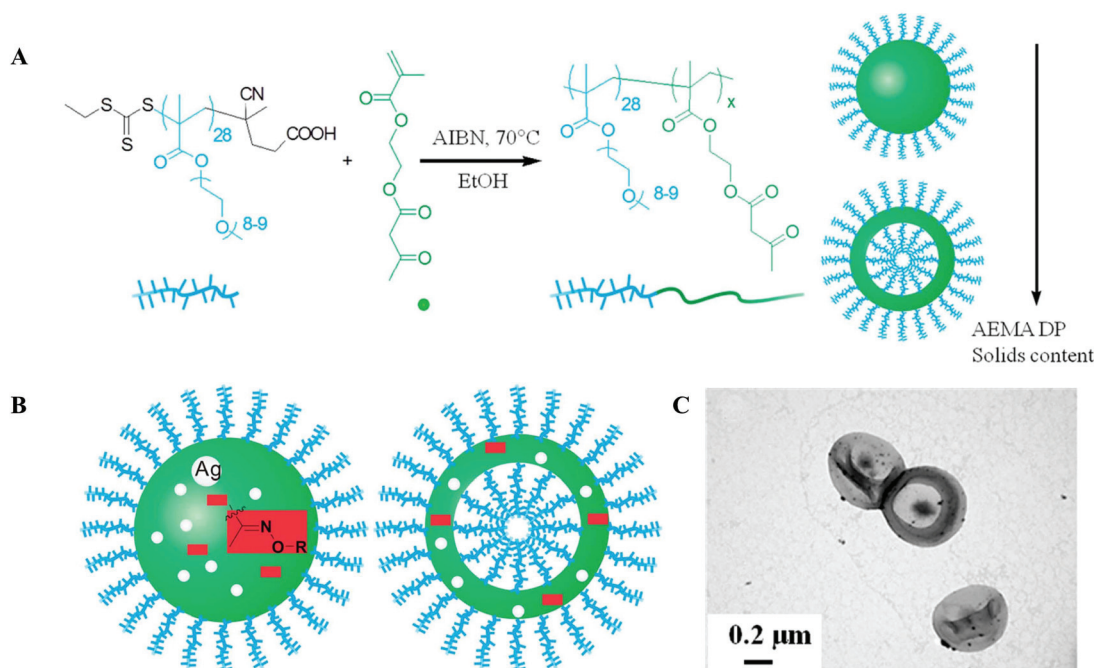 A
S
S
S
28
CN
COOH
O
O
O
8-9
+
O
O
O
O
O
AIBN, 70°C
EtOH
28
x
O
O
O
8-9
O
O
O
O
O
AEMA DP
Solids content
B
Ag
N
O-R
C
0.2 μm